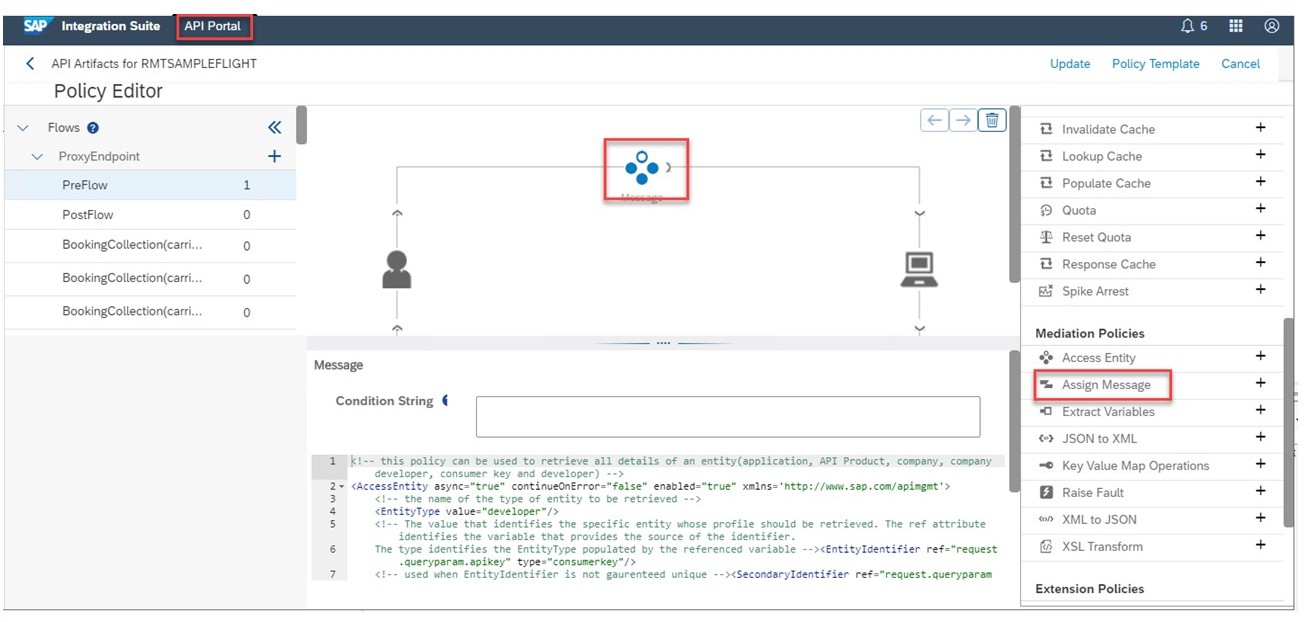 SAP Integration Suite API Portal 6
API Artifacts for RMTSAMPLEFLIGHT Update Policy Template Cancel
Policy Editor
Flows ?
ProxyEndpoint +
PreFlow 1
PostFlow 0
BookingCollection(carri... 0
BookingCollection(carri... 0
BookingCollection(carri... 0
Message
Message
Condition String
1 <!-- this policy can be used to retrieve all details of an entity(application, API Product, company, company
developer, consumer key and developer) -->
2 <AccessEntity async="true" continueOnError="false" enabled="true" xmlns='http://www.sap.com/apimgmt'>
3 <!-- the name of the type of entity to be retrieved -->
4 <EntityType value="developer"/>
5 <!-- The value that identifies the specific entity whose profile should be retrieved. The ref attribute
identifies the variable that provides the source of the identifier.
6 The type identifies the EntityType populated by the referenced variable --><EntityIdentifier ref="request
.queryparam.apikey" type="consumerkey"/>
7 <!-- used when EntityIdentifier is not gaurenteed unique --><SecondaryIdentifier ref="request.queryparam
Invalidate Cache +
Lookup Cache +
Populate Cache +
Quota +
Reset Quota +
Response Cache +
Spike Arrest +
Mediation Policies
Access Entity +
Assign Message +
Extract Variables +
JSON to XML +
Key Value Map Operations +
Raise Fault +
XML to JSON +
XSL Transform +
Extension Policies